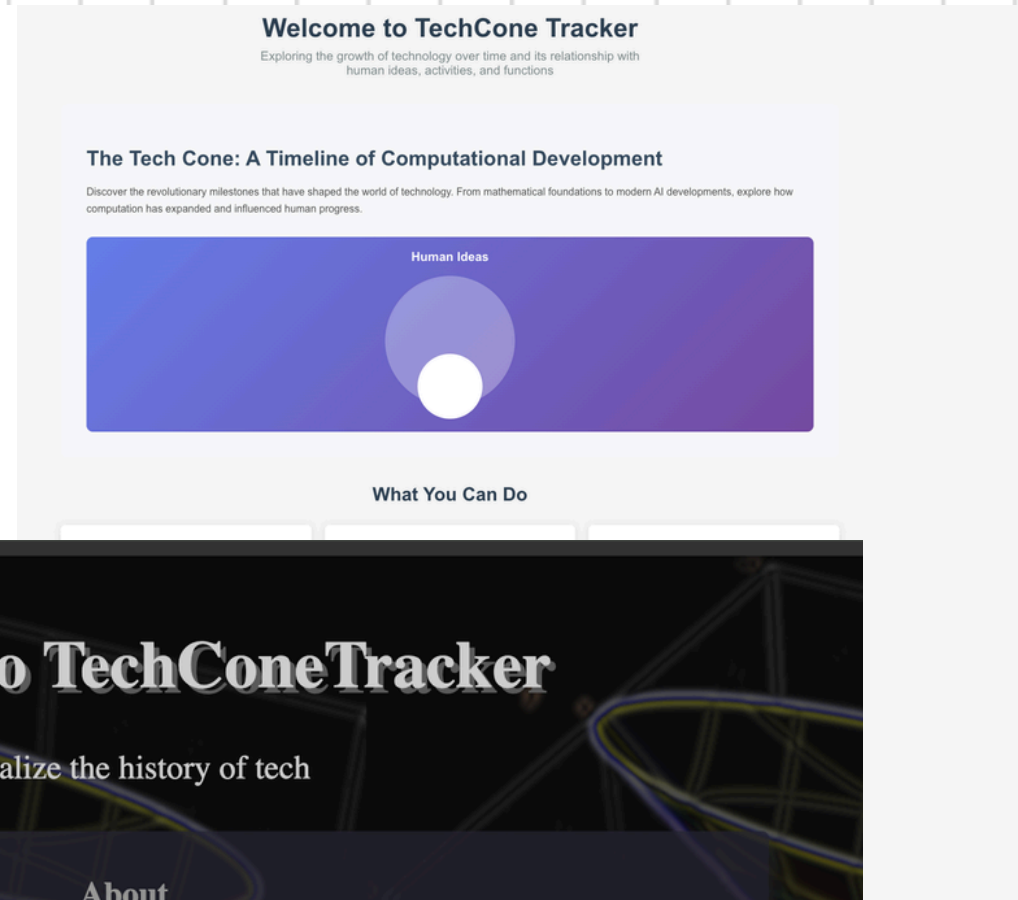 Welcome to TechCone Tracker
Exploring the growth of technology over time and its relationship with
human ideas, activities, and functions
The Tech Cone: A Timeline of Computational Development
Discover the revolutionary milestones that have shaped the world of technology. From mathematical foundations to modern AI developments, explore how
computation has expanded and influenced human progress.
Human Ideas
What You Can Do
o TechConeTracker
alize the history of tech
About